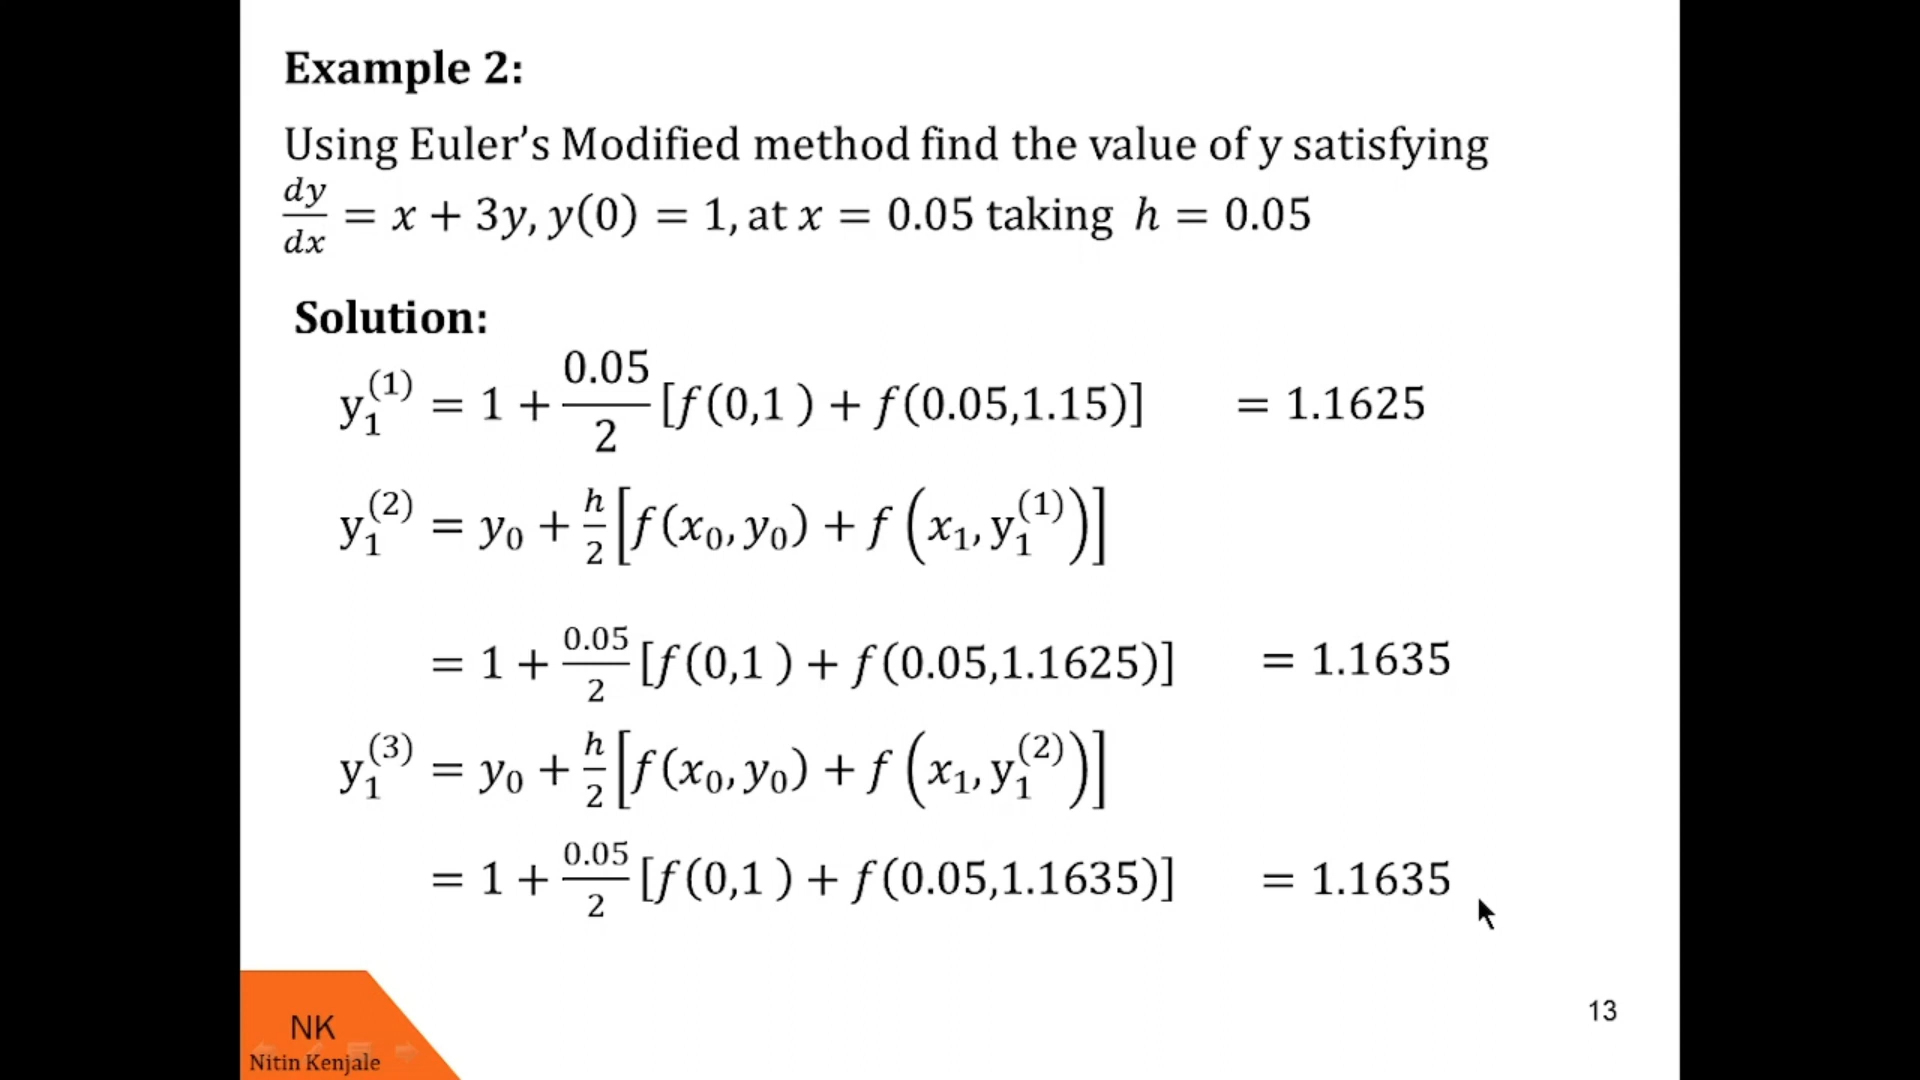 Example 2:
Using Euler’s Modified method find the value of y satisfying
dy/dx = x + 3y, y(0) = 1, at x = 0.05 taking h = 0.05
Solution:
y₁⁽¹⁾ = 1 + 0.05/2 [f(0,1 ) + f(0.05,1.15)] = 1.1625
y₁⁽²⁾ = y₀ + h/2 [f(x₀, y₀) + f(x₁, y₁⁽¹⁾)]
= 1 + 0.05/2 [f(0,1 ) + f(0.05,1.1625)] = 1.1635
y₁⁽³⁾ = y₀ + h/2 [f(x₀, y₀) + f(x₁, y₁⁽²⁾)]
= 1 + 0.05/2 [f(0,1 ) + f(0.05,1.1635)] = 1.1635
NK
Nitin Kenjale
13